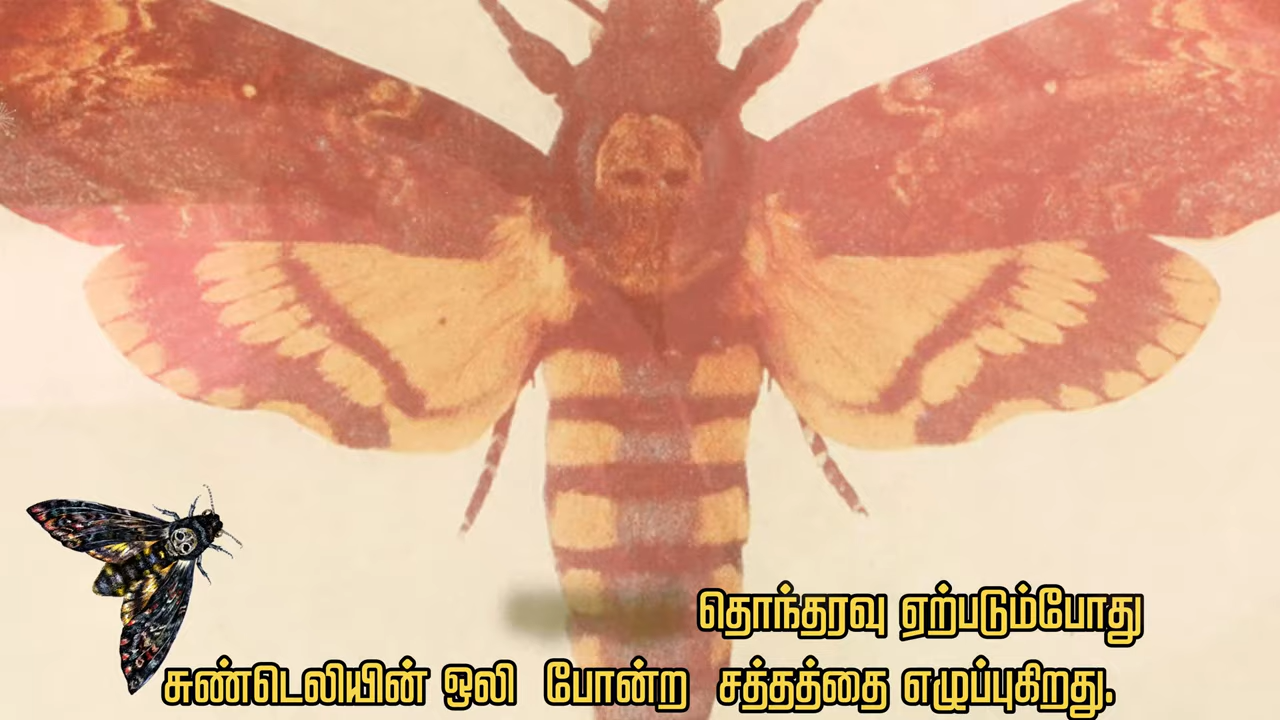 தொந்தரவு ஏற்படும்போது
சுண்டெலியின் ஒலி போன்ற சத்தத்தை எழுப்புகிறது.